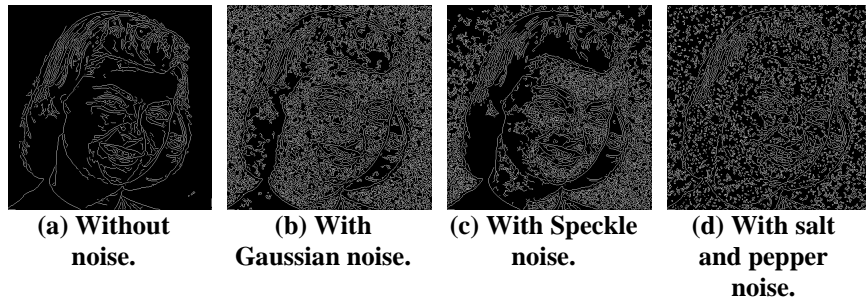 (a) Without
noise.
(b) With
Gaussian noise.
(c) With Speckle
noise.
(d) With salt
and pepper
noise.